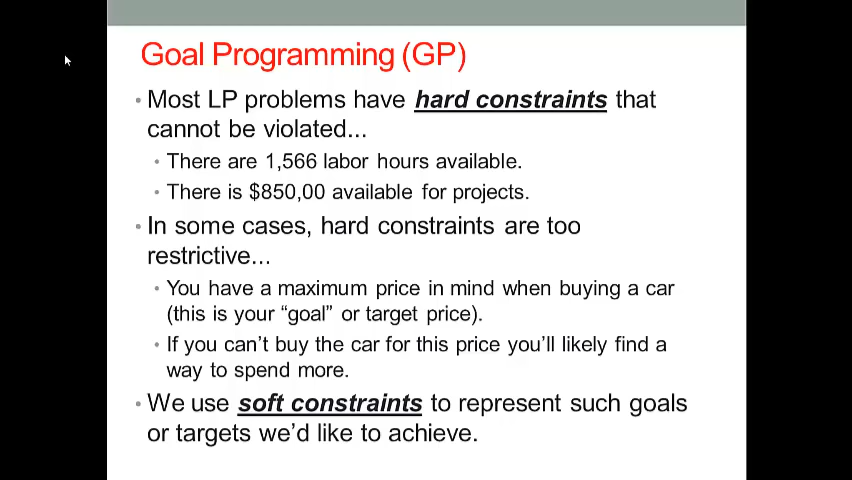 Goal Programming (GP)
• Most LP problems have hard constraints that
cannot be violated...
• There are 1,566 labor hours available.
• There is $850,00 available for projects.
• In some cases, hard constraints are too
restrictive...
• You have a maximum price in mind when buying a car
(this is your “goal” or target price).
• If you can’t buy the car for this price you’ll likely find a
way to spend more.
• We use soft constraints to represent such goals
or targets we’d like to achieve.